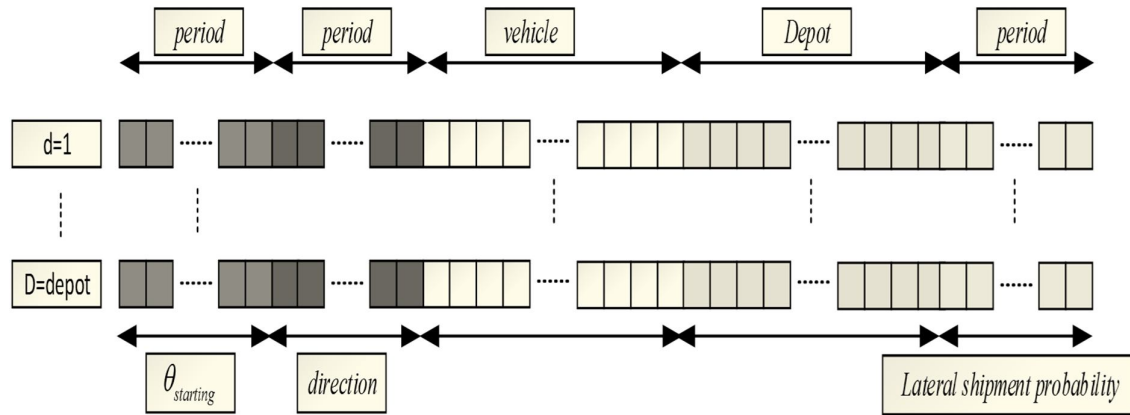 period period vehicle Depot period
d=1
D=depot
θstarting direction Lateral shipment probability